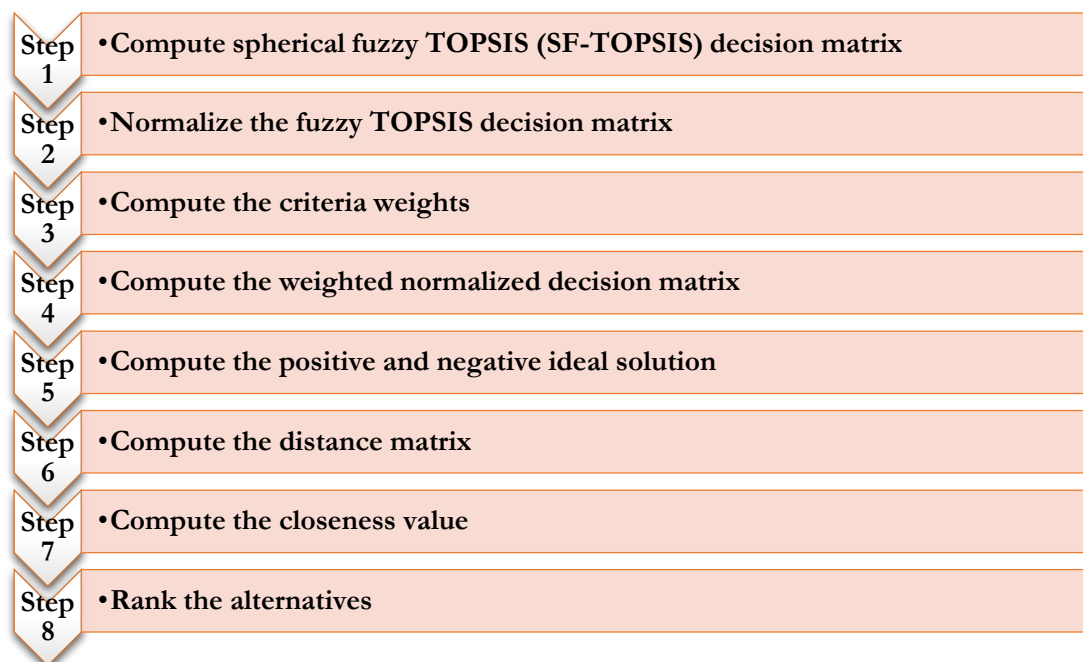 Step
1
•Compute spherical fuzzy TOPSIS (SF-TOPSIS) decision matrix
Step
2
•Normalize the fuzzy TOPSIS decision matrix
Step
3
•Compute the criteria weights
Step
4
•Compute the weighted normalized decision matrix
Step
5
•Compute the positive and negative ideal solution
Step
6
•Compute the distance matrix
Step
7
•Compute the closeness value
Step
8
•Rank the alternatives